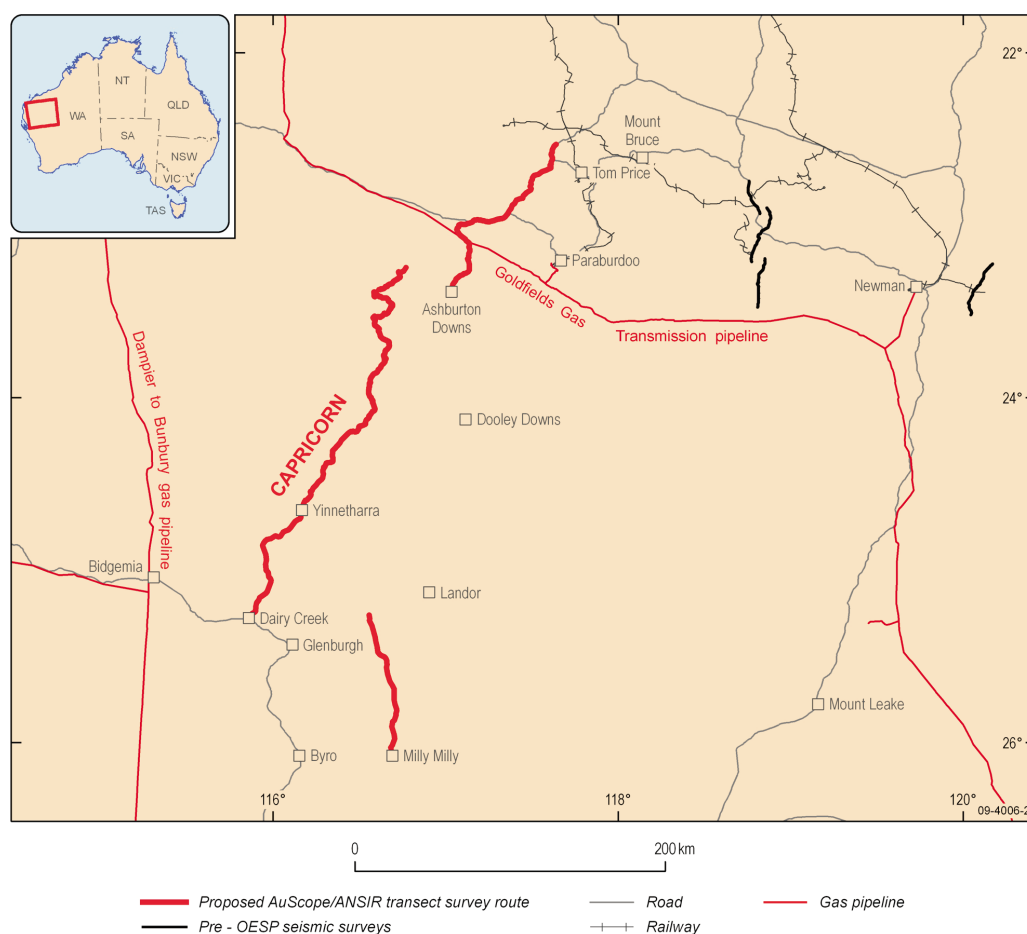 NT
QLD
WA
SA
NSW
VIC
TAS
22°
Mount
Bruce
Tom Price
Paraburdoo
Newman
Ashburton
Downs
Goldfields Gas
Transmission pipeline
Dampier to Bunbury gas pipeline
CAPRICORN
24°
Dooley Downs
Yinnetharra
Bidgemia
Landor
Dairy Creek
Glenburgh
Mount Leake
26°
Byro
Milly Milly
116°
118°
120°
09-4006-2
0
200 km
Proposed AuScope/ANSIR transect survey route
Road
Gas pipeline
Pre - OESP seismic surveys
Railway